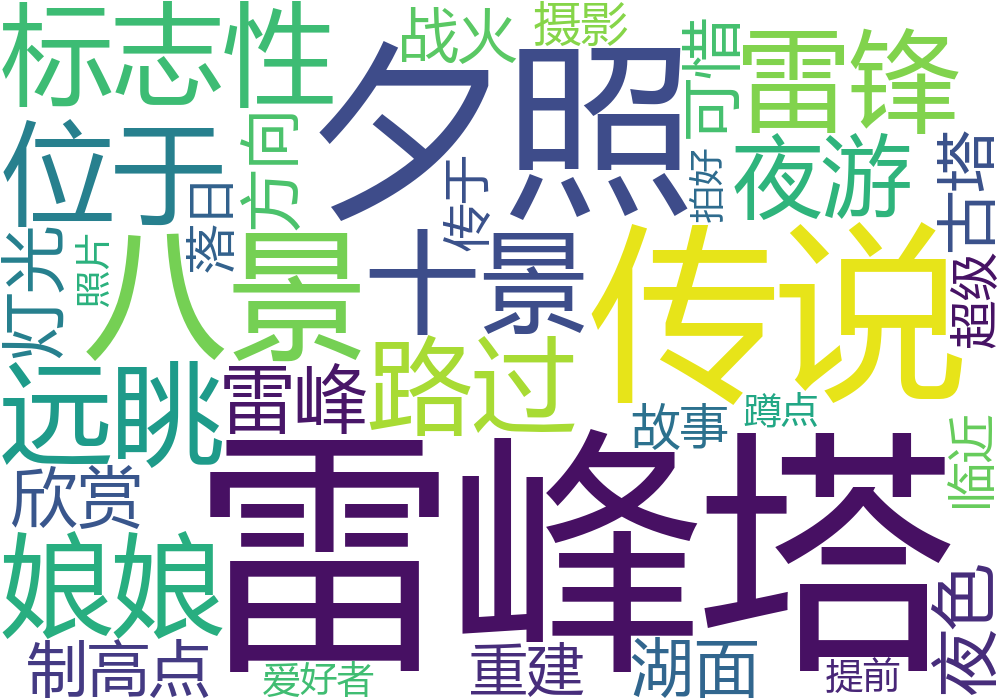 标志性
战火
摄影
可惜
雷锋
夕照
位于
方向
落日
传于
拍好
夜游
古塔
灯光
照片
八景
十景
传说
超级
远眺
雷峰
路过
故事
蹲点
临近
欣赏
雷峰塔
娘娘
夜色
制高点
爱好者
重建
湖面
提前